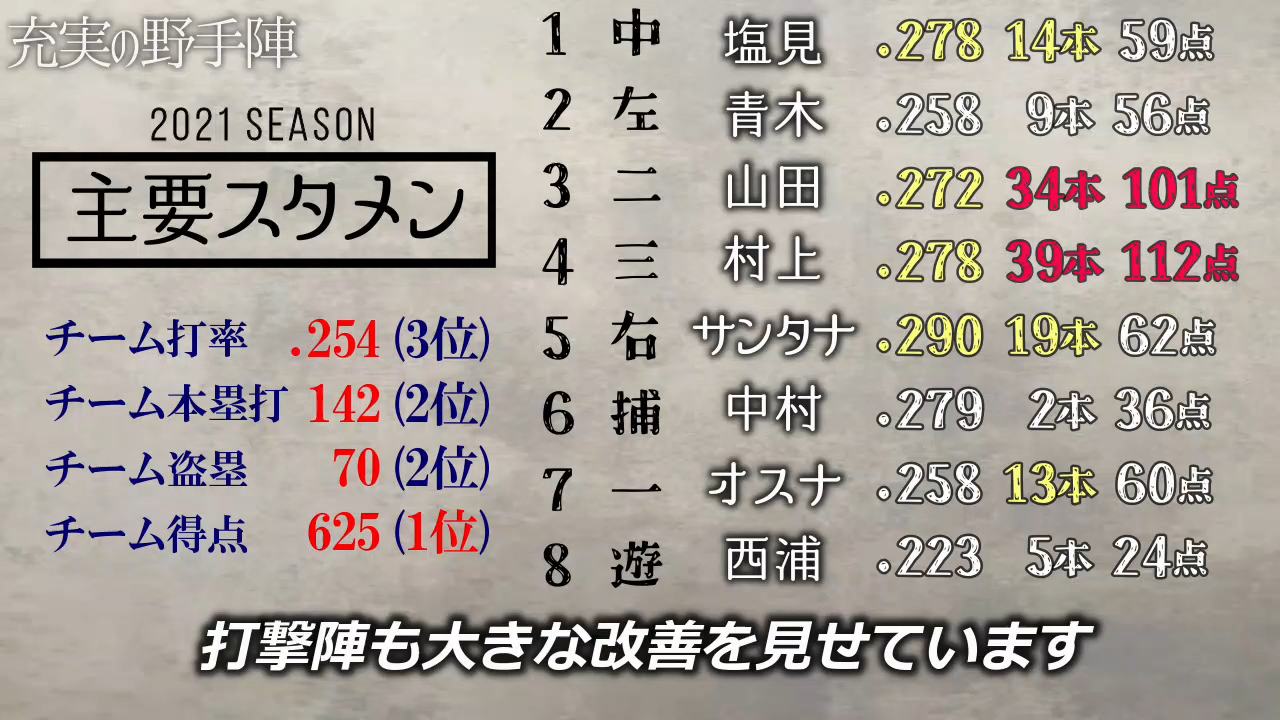 充実の野手陣
2021 SEASON
主要スタメン
チーム打率 .254 (3位)
チーム本塁打 142 (2位)
チーム盗塁 70 (2位)
チーム得点 625 (1位)
1 中 塩見 .278 14本 59点
2 左 青木 .258 9本 56点
3 二 山田 .272 34本 101点
4 三 村上 .278 39本 112点
5 右 サンタナ .290 19本 62点
6 捕 中村 .279 2本 36点
7 一 オスナ .258 13本 60点
8 遊 西浦 .223 5本 24点
打撃陣も大きな改善を見せています